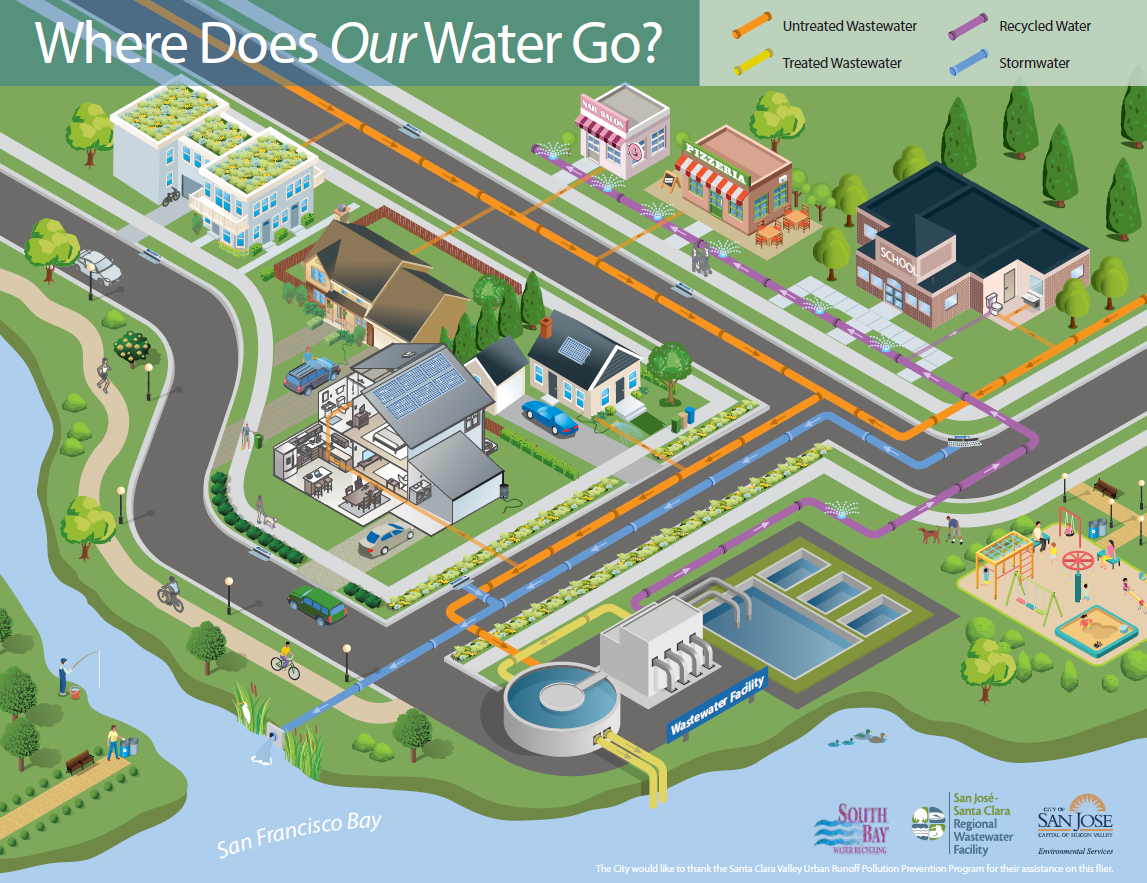 Where Does Our Water Go?
Untreated Wastewater
Recycled Water
Treated Wastewater
Stormwater
NAIL SALON
PIZZERIA
SCHOOL
Wastewater Facility
San Francisco Bay
SOUTH
BAY
WATER RECYCLING
San José-
Santa Clara
Regional
Wastewater
Facility
CITY OF
SAN JOSE
CAPITAL OF SILICON VALLEY
Environmental Services
The City would like to thank the Santa Clara Valley Urban Runoff Pollution Prevention Program for their assistance on this flier.